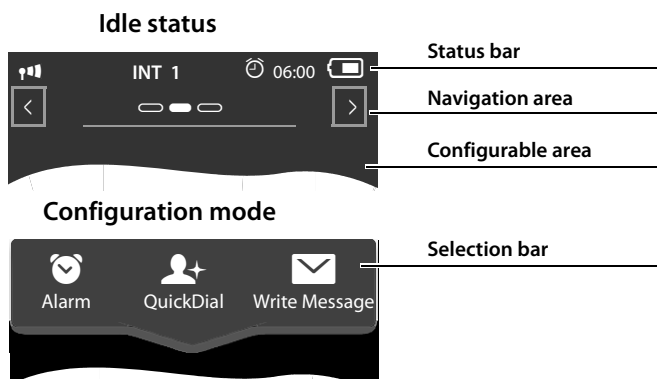 Idle status
INT 1 06:00
Status bar
Navigation area
Configurable area
Configuration mode
Selection bar
Alarm QuickDial Write Message